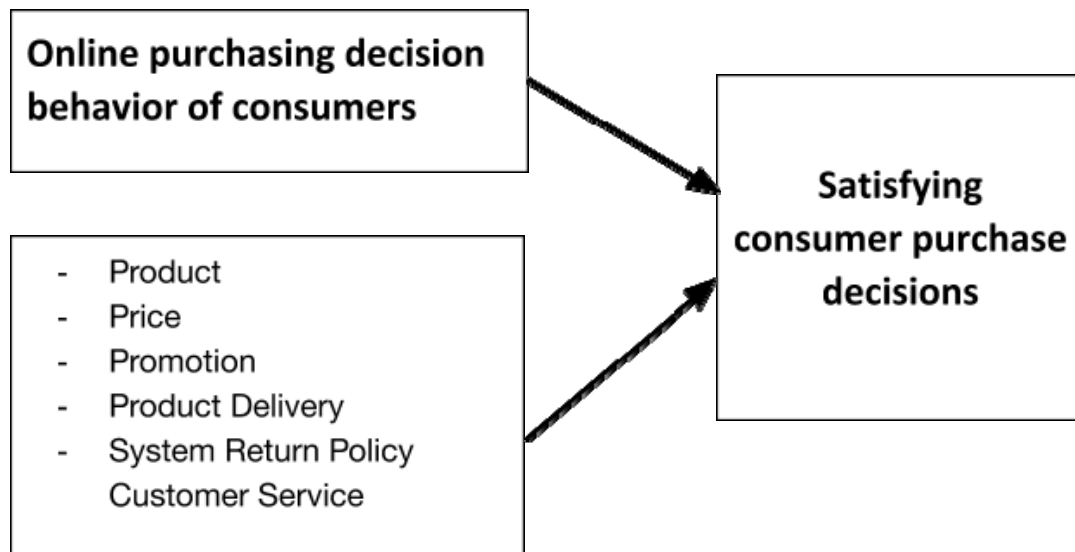 Online purchasing decision
behavior of consumers
- Product
- Price
- Promotion
- Product Delivery
- System Return Policy
Customer Service
Satisfying
consumer purchase
decisions